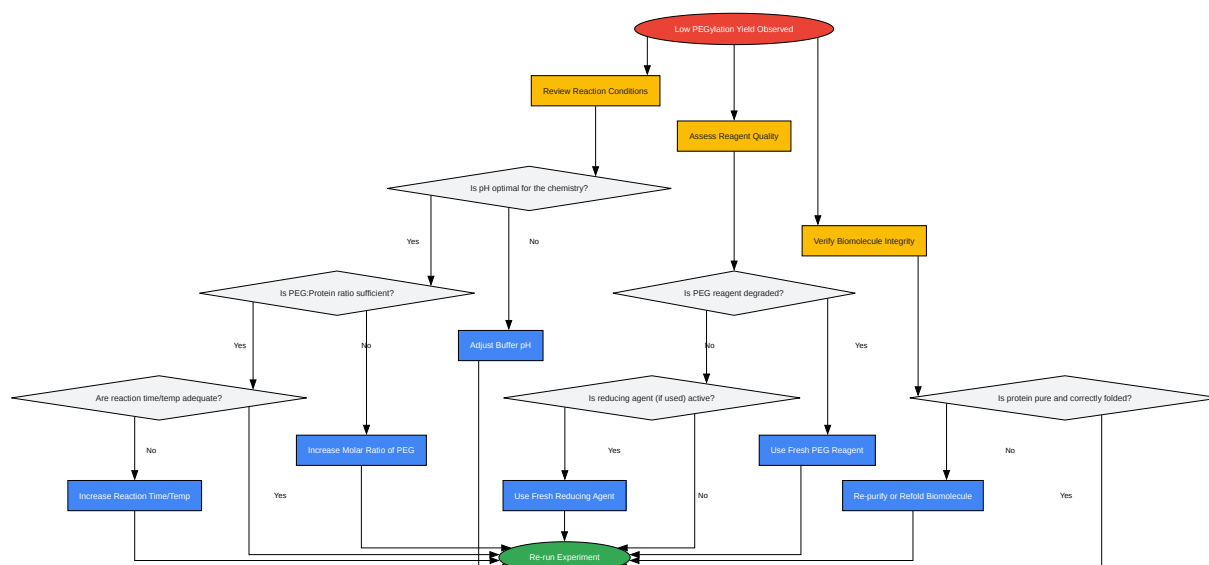 Low PEGylation Yield Observed
Review Reaction Conditions
Assess Reagent Quality
Is pH optimal for the chemistry?
Yes
No
Verify Biomolecule Integrity
Is PEG:Protein ratio sufficient?
Is PEG reagent degraded?
Yes
No
Adjust Buffer pH
No
Yes
Are reaction time/temp adequate?
Is reducing agent (if used) active?
Is protein pure and correctly folded?
No
Increase Molar Ratio of PEG
Yes
Use Fresh PEG Reagent
No
Increase Reaction Time/Temp
Yes
Use Fresh Reducing Agent
No
Re-purify or Refold Biomolecule
Yes
Re-run Experiment